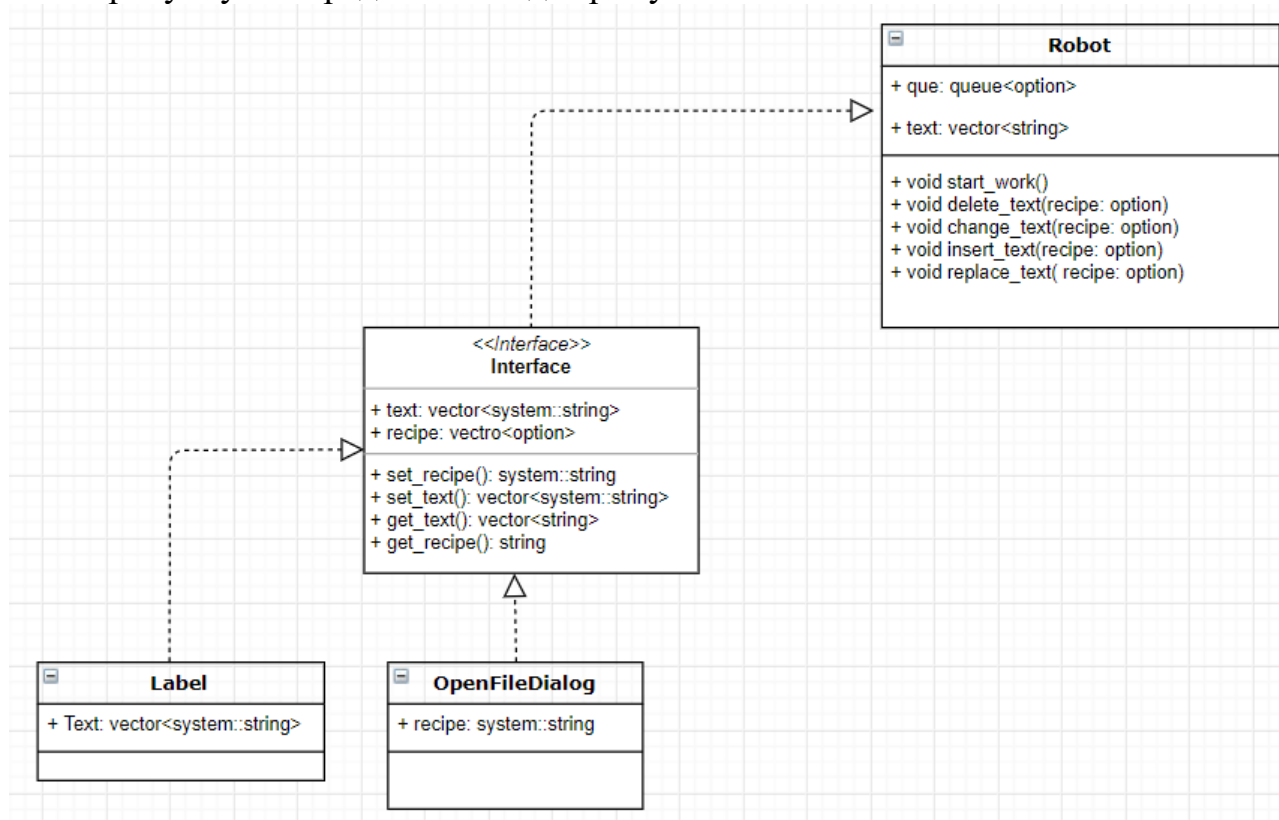 Robot
+ que: queue<option>
+ text: vector<string>
+ void start_work()
+ void delete_text(recipe: option)
+ void change_text(recipe: option)
+ void insert_text(recipe: option)
+ void replace_text( recipe: option)
<<Interface>>
Interface
+ text: vector<system::string>
+ recipe: vectro<option>
+ set_recipe(): system::string
+ set_text(): vector<system::string>
+ get_text(): vector<string>
+ get_recipe(): string
Label
+ Text: vector<system::string>
OpenFileDialog
+ recipe: system::string